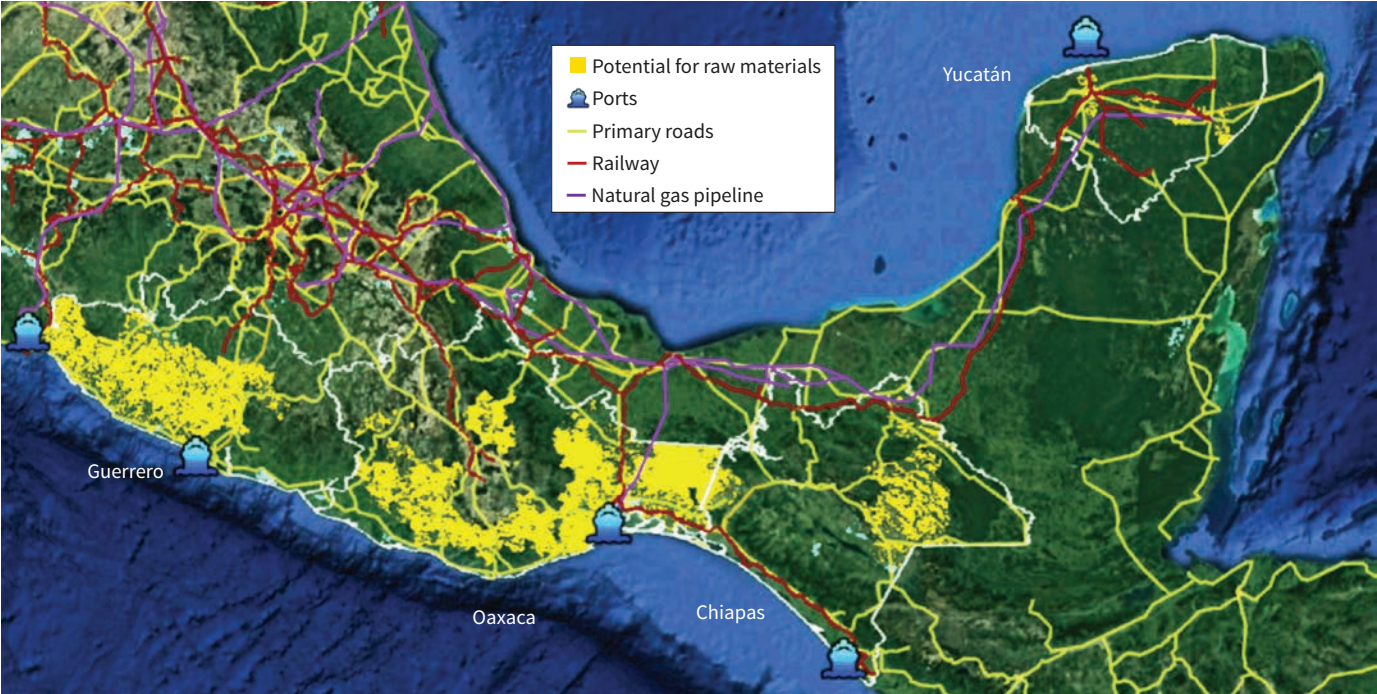 Yucatán
Potential for raw materials
Ports
Primary roads
Railway
Natural gas pipeline
Guerrero
Oaxaca
Chiapas